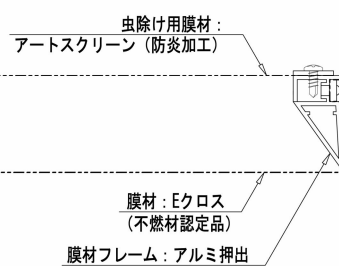 虫除け用膜材：
アートスクリーン（防炎加工）
膜材：Eクロス
（不燃材認定品）
膜材フレーム：アルミ押出